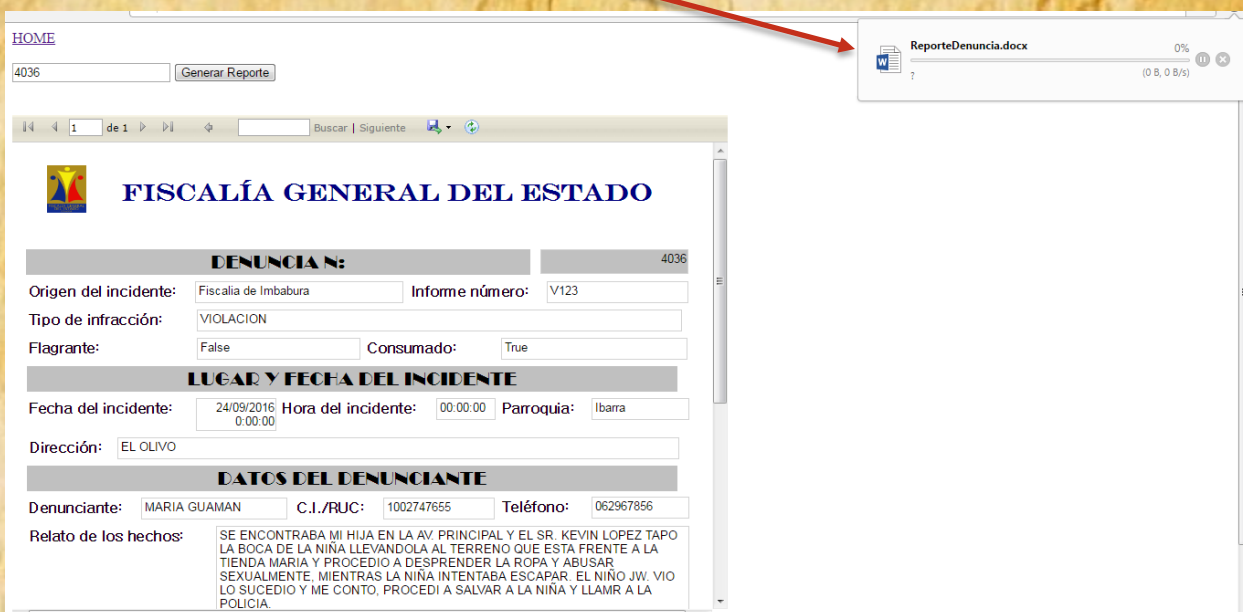 HOME
4036 Generar Reporte
ReporteDenuncia.docx 0%
? (0 B, 0 B/s)
1 de 1 Buscar | Siguiente
FISCALÍA GENERAL DEL ESTADO
DENUNCIA N: 4036
Origen del incidente: Fiscalia de Imbabura Informe número: V123
Tipo de infracción: VIOLACION
Flagrante: False Consumado: True
LUGAR Y FECHA DEL INCIDENTE
Fecha del incidente: 24/09/2016 Hora del incidente: 00:00:00 Parroquia: Ibarra
0:00:00
Dirección: EL OLIVO
DATOS DEL DENUNCIANTE
Denunciante: MARIA GUAMAN C.I./RUC: 1002747655 Teléfono: 062967856
Relato de los hechos: SE ENCONTRABA MI HIJA EN LA AV. PRINCIPAL Y EL SR. KEVIN LOPEZ TAPO
LA BOCA DE LA NIÑA LLEVANDOLA AL TERRENO QUE ESTA FRENTE A LA
TIENDA MARIA Y PROCEDIO A DESPRENDER LA ROPA Y ABUSAR
SEXUALMENTE, MIENTRAS LA NIÑA INTENTABA ESCAPAR. EL NIÑO JW. VIO
LO SUCEDIO Y ME CONTO, PROCEDI A SALVAR A LA NIÑA Y LLAMR A LA
POLICIA.